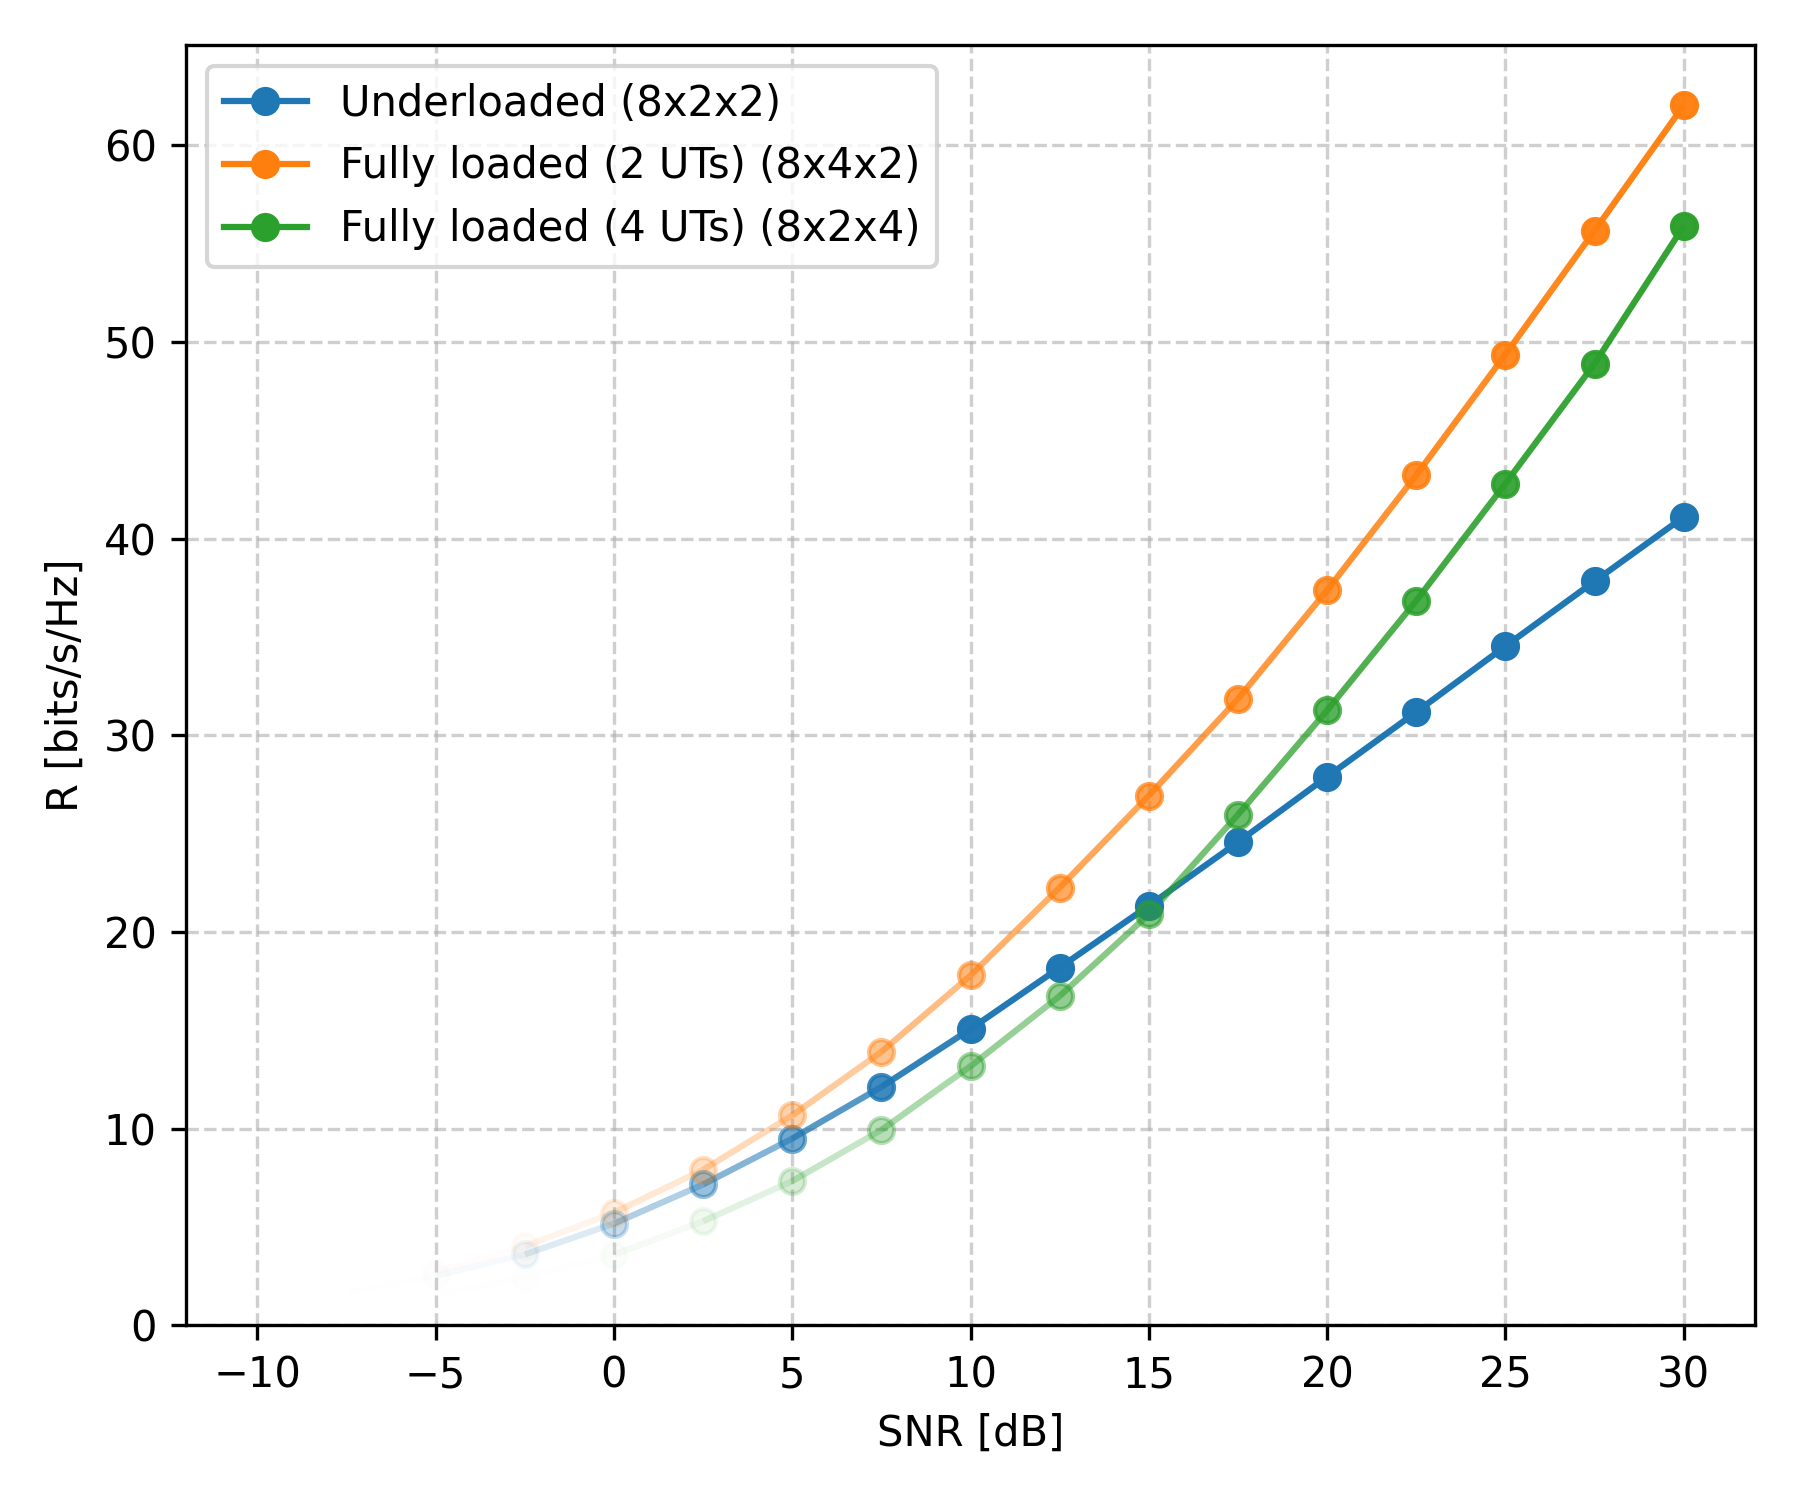 Underloaded (8x2x2)
Fully loaded (2 UTs) (8x4x2)
Fully loaded (4 UTs) (8x2x4)
60
50
40
30
20
10
0
R [bits/s/Hz]
−10 −5 0 5 10 15 20 25 30
SNR [dB]